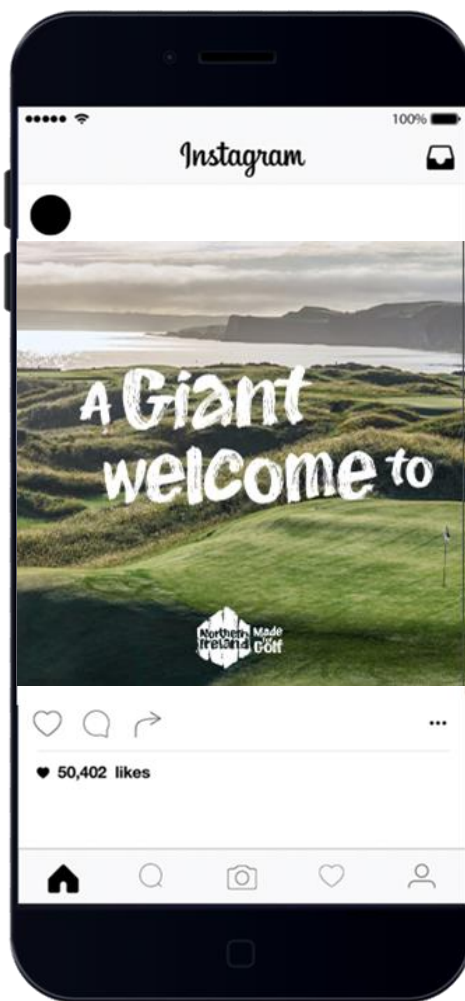 100%
Instagram
A Giant
welcome to
Northern
Ireland
Made
for
Golf
50,402 likes